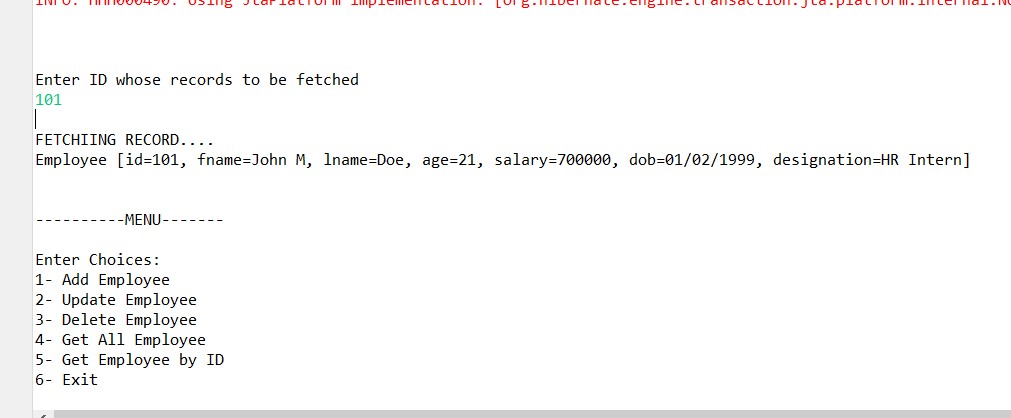 INFO: HHH000490: Using JtaPlatform implementation: [org.hibernate.engine.transaction.jta.platform.internal.No
Enter ID whose records to be fetched
101
FETCHIING RECORD....
Employee [id=101, fname=John M, lname=Doe, age=21, salary=700000, dob=01/02/1999, designation=HR Intern]
----------MENU-------
Enter Choices:
1- Add Employee
2- Update Employee
3- Delete Employee
4- Get All Employee
5- Get Employee by ID
6- Exit